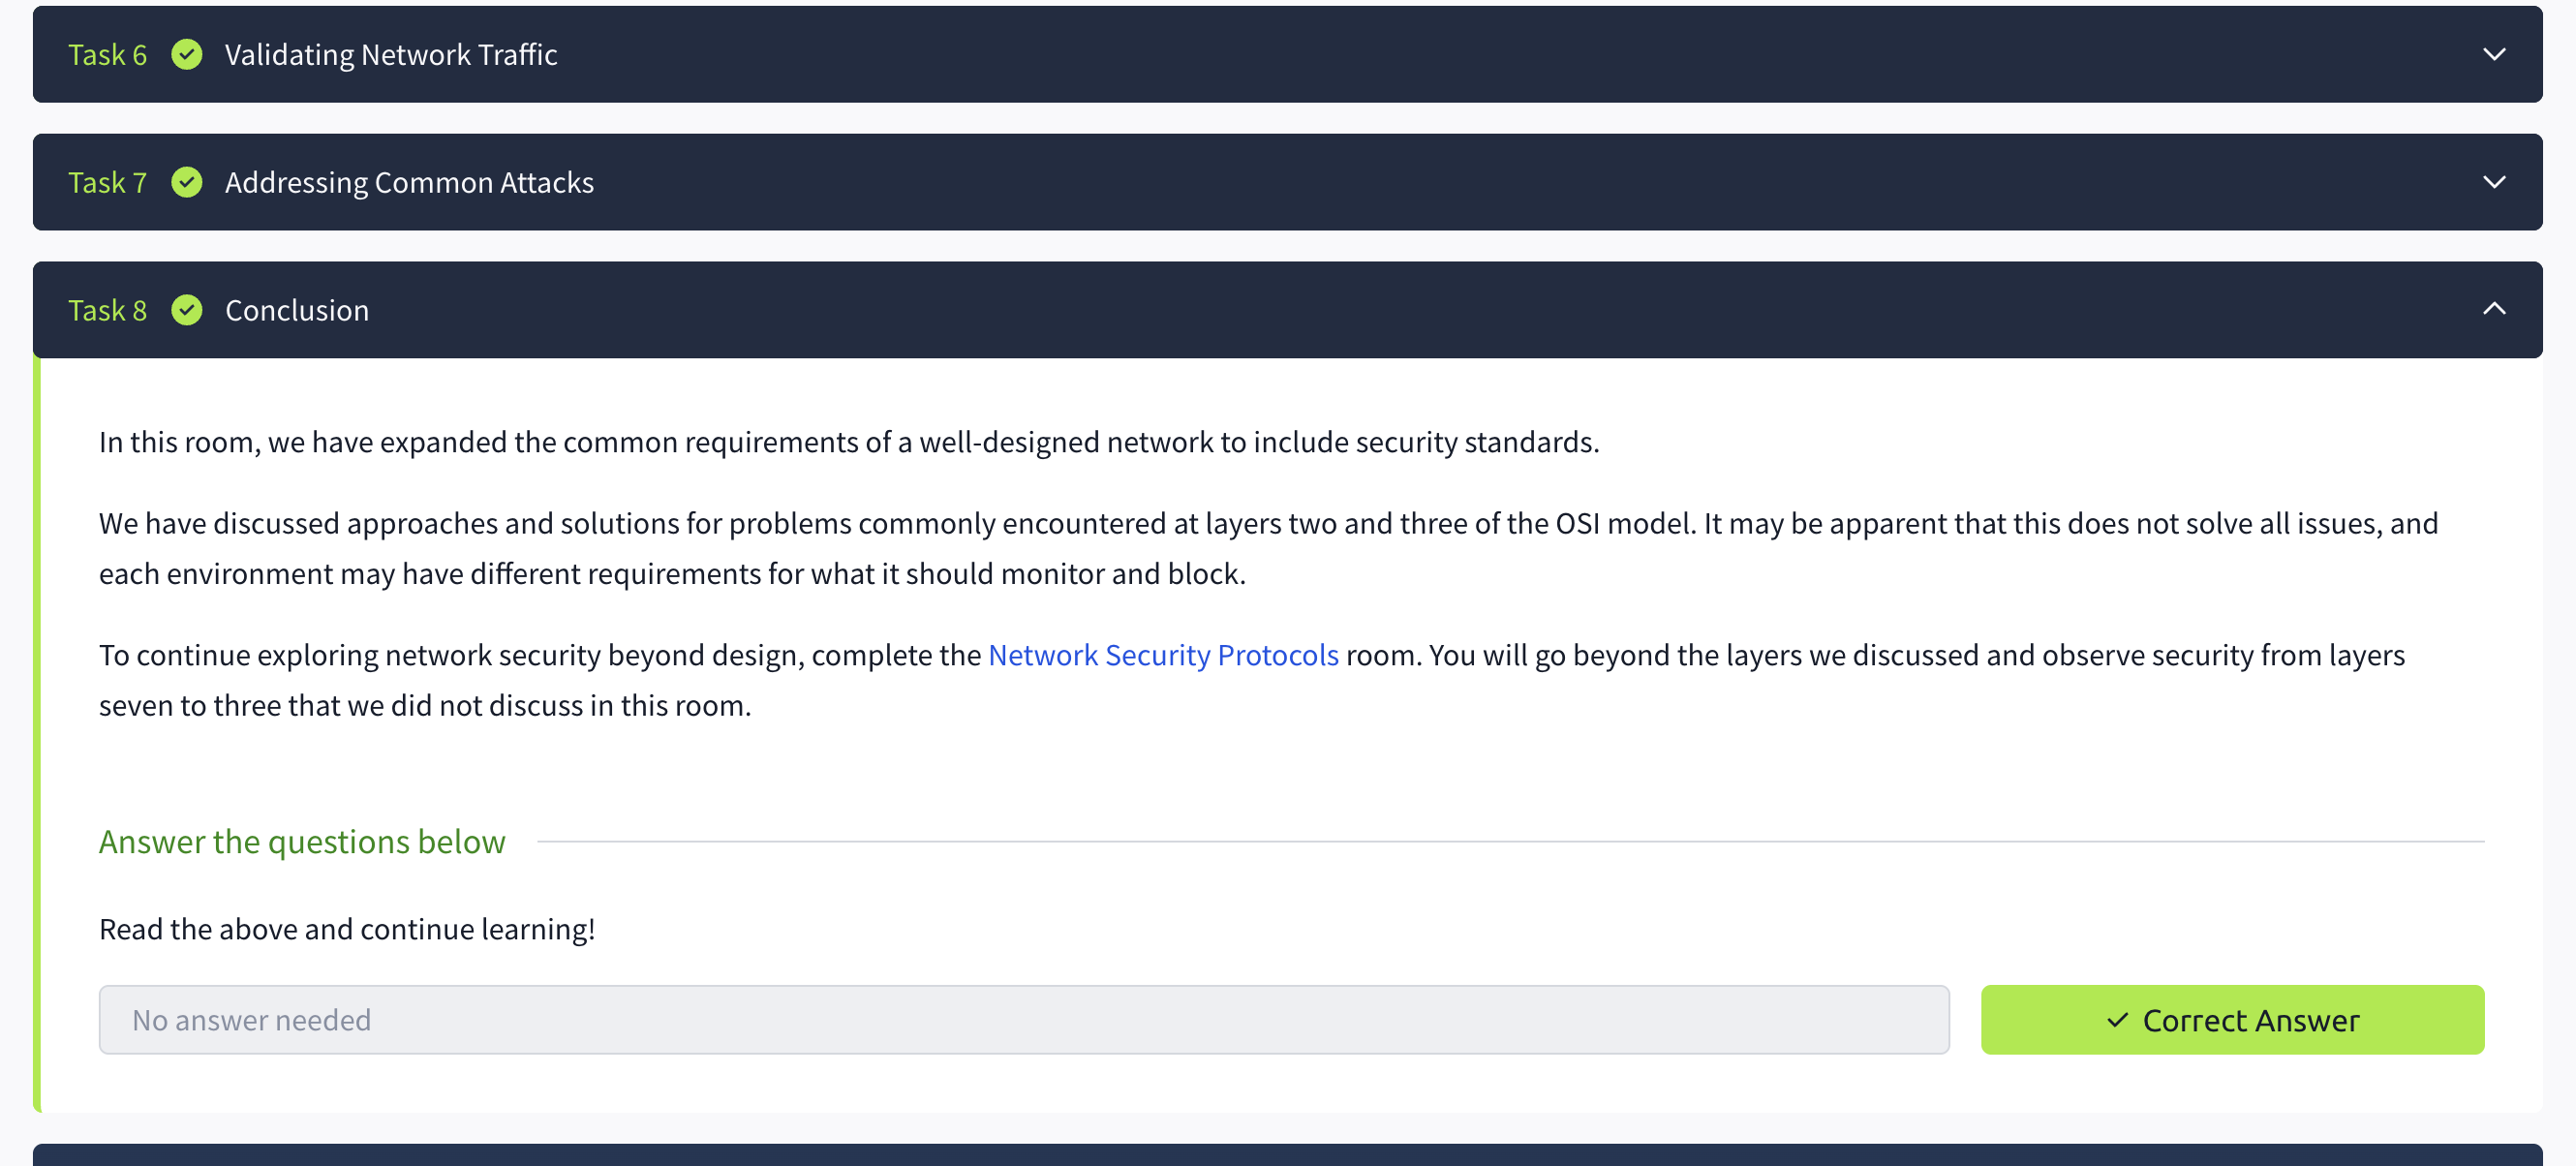 Task 6 Validating Network Traffic
Task 7 Addressing Common Attacks
Task 8 Conclusion
In this room, we have expanded the common requirements of a well-designed network to include security standards.
We have discussed approaches and solutions for problems commonly encountered at layers two and three of the OSI model. It may be apparent that this does not solve all issues, and
each environment may have different requirements for what it should monitor and block.
To continue exploring network security beyond design, complete the Network Security Protocols room. You will go beyond the layers we discussed and observe security from layers
seven to three that we did not discuss in this room.
Answer the questions below
Read the above and continue learning!
No answer needed Correct Answer